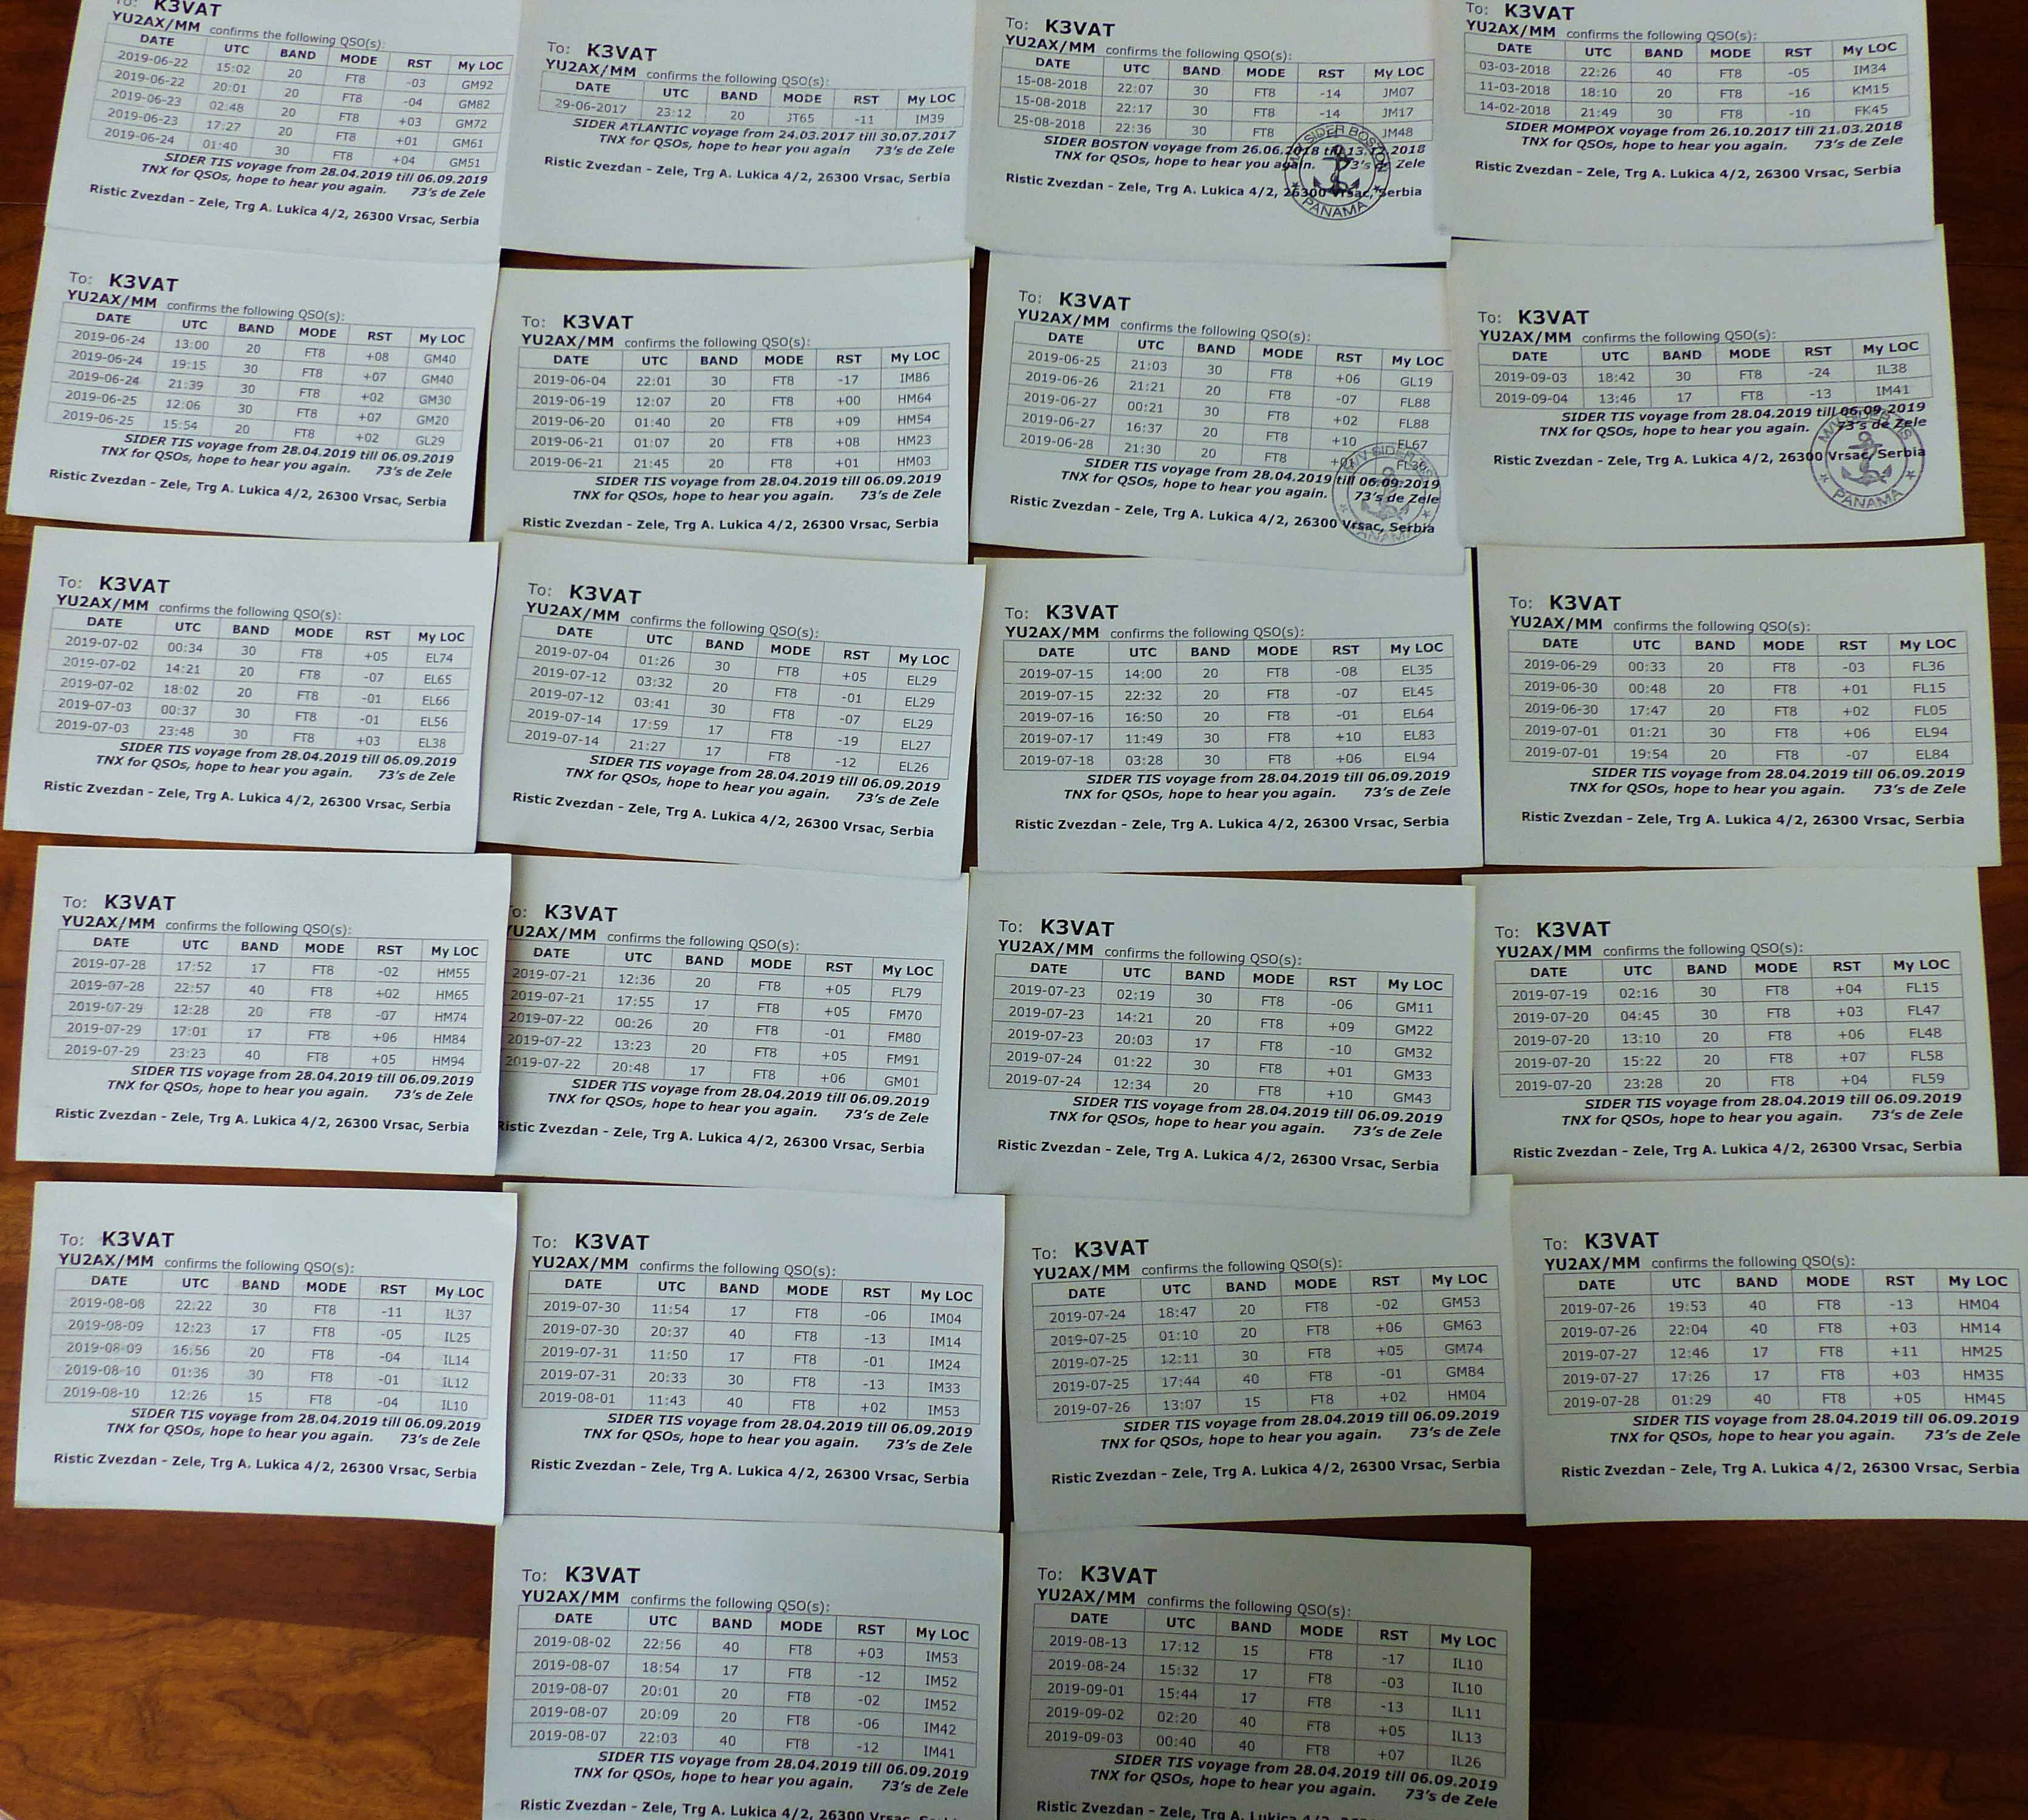 To: K3VAT
YU2AX/MM confirms the following QSO(s):
DATE UTC BAND MODE RST My LOC
2019-06-22 15:02 20 FT8 -03 GM92
2019-06-22 20:01 20 FT8 -04 GM82
2019-06-23 02:48 20 FT8 +03 GM72
2019-06-23 17:27 20 FT8 +01 GM61
2019-06-24 01:40 30 FT8 +04 GM51
SIDER TIS voyage from 28.04.2019 till 06.09.2019
TNX for QSOs, hope to hear you again. 73's de Zele
Ristic Zvezdan - Zele, Trg A. Lukica 4/2, 26300 Vrsac, Serbia
To: K3VAT
YU2AX/MM confirms the following QSO(s):
DATE UTC BAND MODE RST My LOC
29-06-2017 23:12 20 JT65 -11 IM39
SIDER ATLANTIC voyage from 24.03.2017 till 30.07.2017
TNX for QSOs, hope to hear you again 73's de Zele
Ristic Zvezdan - Zele, Trg A. Lukica 4/2, 26300 Vrsac, Serbia
To: K3VAT
YU2AX/MM confirms the following QSO(s):
DATE UTC BAND MODE RST My LOC
15-08-2018 22:07 30 FT8 -14 JM07
15-08-2018 22:17 30 FT8 -14 JM17
25-08-2018 22:36 30 FT8 JM48
SIDER BOSTON voyage from 26.06.2018 till 2018
TNX for QSOs, hope to hear you again. 73's de Zele
Ristic Zvezdan - Zele, Trg A. Lukica 4/2, 26300 Vrsac, Serbia
M/V SIDER BOSTON
PANAMA
To: K3VAT
YU2AX/MM confirms the following QSO(s):
DATE UTC BAND MODE RST My LOC
03-03-2018 22:26 40 FT8 -05 IM34
11-03-2018 18:10 20 FT8 -16 KM15
14-02-2018 21:49 30 FT8 -10 FK45
SIDER MOMPOX voyage from 26.10.2017 till 21.03.2018
TNX for QSOs, hope to hear you again. 73's de Zele
Ristic Zvezdan - Zele, Trg A. Lukica 4/2, 26300 Vrsac, Serbia
To: K3VAT
YU2AX/MM confirms the following QSO(s):
DATE UTC BAND MODE RST My LOC
2019-06-24 13:00 20 FT8 +08 GM40
2019-06-24 19:15 30 FT8 +07 GM40
2019-06-24 21:39 30 FT8 +02 GM30
2019-06-25 12:06 30 FT8 +07 GM20
2019-06-25 15:54 20 FT8 +02 GL29
SIDER TIS voyage from 28.04.2019 till 06.09.2019
TNX for QSOs, hope to hear you again. 73's de Zele
Ristic Zvezdan - Zele, Trg A. Lukica 4/2, 26300 Vrsac, Serbia
To: K3VAT
YU2AX/MM confirms the following QSO(s):
DATE UTC BAND MODE RST My LOC
2019-06-04 22:01 30 FT8 -17 IM86
2019-06-19 12:07 20 FT8 +00 HM64
2019-06-20 01:40 20 FT8 +09 HM54
2019-06-21 01:07 20 FT8 +08 HM23
2019-06-21 21:45 20 FT8 +01 HM03
SIDER TIS voyage from 28.04.2019 till 06.09.2019
TNX for QSOs, hope to hear you again. 73's de Zele
Ristic Zvezdan - Zele, Trg A. Lukica 4/2, 26300 Vrsac, Serbia
To: K3VAT
YU2AX/MM confirms the following QSO(s):
DATE UTC BAND MODE RST My LOC
2019-06-25 21:03 30 FT8 +06 GL19
2019-06-26 21:21 20 FT8 -07 FL88
2019-06-27 00:21 30 FT8 +02 FL88
2019-06-27 16:37 20 FT8 +10 FL67
2019-06-28 21:30 20 FT8 FL36
SIDER TIS voyage from 28.04.2019 till 06.09.2019
TNX for QSOs, hope to hear you again. 73's de Zele
Ristic Zvezdan - Zele, Trg A. Lukica 4/2, 26300 Vrsac, Serbia
M/V SIDER TIS
PANAMA
To: K3VAT
YU2AX/MM confirms the following QSO(s):
DATE UTC BAND MODE RST My LOC
2019-09-03 18:42 30 FT8 -24 IL38
2019-09-04 13:46 17 FT8 -13 IM41
SIDER TIS voyage from 28.04.2019 till 06.09.2019
TNX for QSOs, hope to hear you again. 73's de Zele
Ristic Zvezdan - Zele, Trg A. Lukica 4/2, 26300 Vrsac, Serbia
M/V SIDER TIS
PANAMA
To: K3VAT
YU2AX/MM confirms the following QSO(s):
DATE UTC BAND MODE RST My LOC
2019-07-02 00:34 30 FT8 +05 EL74
2019-07-02 14:21 20 FT8 -07 EL65
2019-07-02 18:02 20 FT8 -01 EL66
2019-07-03 00:37 30 FT8 -01 EL56
2019-07-03 23:48 30 FT8 +03 EL38
SIDER TIS voyage from 28.04.2019 till 06.09.2019
TNX for QSOs, hope to hear you again. 73's de Zele
Ristic Zvezdan - Zele, Trg A. Lukica 4/2, 26300 Vrsac, Serbia
To: K3VAT
YU2AX/MM confirms the following QSO(s):
DATE UTC BAND MODE RST My LOC
2019-07-04 01:26 30 FT8 +05 EL29
2019-07-12 03:32 20 FT8 -01 EL29
2019-07-12 03:41 30 FT8 -07 EL29
2019-07-14 17:59 17 FT8 -19 EL27
2019-07-14 21:27 17 FT8 -12 EL26
SIDER TIS voyage from 28.04.2019 till 06.09.2019
TNX for QSOs, hope to hear you again. 73's de Zele
Ristic Zvezdan - Zele, Trg A. Lukica 4/2, 26300 Vrsac, Serbia
To: K3VAT
YU2AX/MM confirms the following QSO(s):
DATE UTC BAND MODE RST My LOC
2019-07-15 14:00 20 FT8 -08 EL35
2019-07-15 22:32 20 FT8 -07 EL45
2019-07-16 16:50 20 FT8 -01 EL64
2019-07-17 11:49 30 FT8 +10 EL83
2019-07-18 03:28 30 FT8 +06 EL94
SIDER TIS voyage from 28.04.2019 till 06.09.2019
TNX for QSOs, hope to hear you again. 73's de Zele
Ristic Zvezdan - Zele, Trg A. Lukica 4/2, 26300 Vrsac, Serbia
To: K3VAT
YU2AX/MM confirms the following QSO(s):
DATE UTC BAND MODE RST My LOC
2019-06-29 00:33 20 FT8 -03 FL36
2019-06-30 00:48 20 FT8 +01 FL15
2019-06-30 17:47 20 FT8 +02 FL05
2019-07-01 01:21 30 FT8 +06 EL94
2019-07-01 19:54 20 FT8 -07 EL84
SIDER TIS voyage from 28.04.2019 till 06.09.2019
TNX for QSOs, hope to hear you again. 73's de Zele
Ristic Zvezdan - Zele, Trg A. Lukica 4/2, 26300 Vrsac, Serbia
To: K3VAT
YU2AX/MM confirms the following QSO(s):
DATE UTC BAND MODE RST My LOC
2019-07-28 17:52 17 FT8 -02 HM55
2019-07-28 22:57 40 FT8 +02 HM65
2019-07-29 12:28 20 FT8 -07 HM74
2019-07-29 17:01 17 FT8 +06 HM84
2019-07-29 23:23 40 FT8 +05 HM94
SIDER TIS voyage from 28.04.2019 till 06.09.2019
TNX for QSOs, hope to hear you again. 73's de Zele
Ristic Zvezdan - Zele, Trg A. Lukica 4/2, 26300 Vrsac, Serbia
To: K3VAT
YU2AX/MM confirms the following QSO(s):
DATE UTC BAND MODE RST My LOC
2019-07-21 12:36 20 FT8 +05 FL79
2019-07-21 17:55 17 FT8 +05 FM70
2019-07-22 00:26 20 FT8 -01 FM80
2019-07-22 13:23 20 FT8 +05 FM91
2019-07-22 20:48 17 FT8 +06 GM01
SIDER TIS voyage from 28.04.2019 till 06.09.2019
TNX for QSOs, hope to hear you again. 73's de Zele
Ristic Zvezdan - Zele, Trg A. Lukica 4/2, 26300 Vrsac, Serbia
To: K3VAT
YU2AX/MM confirms the following QSO(s):
DATE UTC BAND MODE RST My LOC
2019-07-23 02:19 30 FT8 -06 GM11
2019-07-23 14:21 20 FT8 +09 GM22
2019-07-23 20:03 17 FT8 -10 GM32
2019-07-24 01:22 30 FT8 +01 GM33
2019-07-24 12:34 20 FT8 +10 GM43
SIDER TIS voyage from 28.04.2019 till 06.09.2019
TNX for QSOs, hope to hear you again. 73's de Zele
Ristic Zvezdan - Zele, Trg A. Lukica 4/2, 26300 Vrsac, Serbia
To: K3VAT
YU2AX/MM confirms the following QSO(s):
DATE UTC BAND MODE RST My LOC
2019-07-19 02:16 30 FT8 +04 FL15
2019-07-20 04:45 30 FT8 +03 FL47
2019-07-20 13:10 20 FT8 +06 FL48
2019-07-20 15:22 20 FT8 +07 FL58
2019-07-20 23:28 20 FT8 +04 FL59
SIDER TIS voyage from 28.04.2019 till 06.09.2019
TNX for QSOs, hope to hear you again. 73's de Zele
Ristic Zvezdan - Zele, Trg A. Lukica 4/2, 26300 Vrsac, Serbia
To: K3VAT
YU2AX/MM confirms the following QSO(s):
DATE UTC BAND MODE RST My LOC
2019-08-08 22:22 30 FT8 -11 IL37
2019-08-09 12:23 17 FT8 -05 IL25
2019-08-09 16:56 20 FT8 -04 IL14
2019-08-10 01:36 30 FT8 -01 IL12
2019-08-10 12:26 15 FT8 -04 IL10
SIDER TIS voyage from 28.04.2019 till 06.09.2019
TNX for QSOs, hope to hear you again. 73's de Zele
Ristic Zvezdan - Zele, Trg A. Lukica 4/2, 26300 Vrsac, Serbia
To: K3VAT
YU2AX/MM confirms the following QSO(s):
DATE UTC BAND MODE RST My LOC
2019-07-30 11:54 17 FT8 -06 IM04
2019-07-30 20:37 40 FT8 -13 IM14
2019-07-31 11:50 17 FT8 -01 IM24
2019-07-31 20:33 30 FT8 -13 IM33
2019-08-01 11:43 40 FT8 +02 IM53
SIDER TIS voyage from 28.04.2019 till 06.09.2019
TNX for QSOs, hope to hear you again. 73's de Zele
Ristic Zvezdan - Zele, Trg A. Lukica 4/2, 26300 Vrsac, Serbia
To: K3VAT
YU2AX/MM confirms the following QSO(s):
DATE UTC BAND MODE RST My LOC
2019-07-24 18:47 20 FT8 -02 GM53
2019-07-25 01:10 20 FT8 +06 GM63
2019-07-25 12:11 30 FT8 +05 GM74
2019-07-25 17:44 40 FT8 -01 GM84
2019-07-26 13:07 15 FT8 +02 HM04
SIDER TIS voyage from 28.04.2019 till 06.09.2019
TNX for QSOs, hope to hear you again. 73's de Zele
Ristic Zvezdan - Zele, Trg A. Lukica 4/2, 26300 Vrsac, Serbia
To: K3VAT
YU2AX/MM confirms the following QSO(s):
DATE UTC BAND MODE RST My LOC
2019-07-26 19:53 40 FT8 -13 HM04
2019-07-26 22:04 40 FT8 +03 HM14
2019-07-27 12:46 17 FT8 +11 HM25
2019-07-27 17:26 17 FT8 +03 HM35
2019-07-28 01:29 40 FT8 +05 HM45
SIDER TIS voyage from 28.04.2019 till 06.09.2019
TNX for QSOs, hope to hear you again. 73's de Zele
Ristic Zvezdan - Zele, Trg A. Lukica 4/2, 26300 Vrsac, Serbia
To: K3VAT
YU2AX/MM confirms the following QSO(s):
DATE UTC BAND MODE RST My LOC
2019-08-02 22:56 40 FT8 +03 IM53
2019-08-07 18:54 17 FT8 -12 IM52
2019-08-07 20:01 20 FT8 -02 IM52
2019-08-07 20:09 20 FT8 -06 IM42
2019-08-07 22:03 40 FT8 -12 IM41
SIDER TIS voyage from 28.04.2019 till 06.09.2019
TNX for QSOs, hope to hear you again. 73's de Zele
Ristic Zvezdan - Zele, Trg A. Lukica 4/2, 26300 Vrsac,
To: K3VAT
YU2AX/MM confirms the following QSO(s):
DATE UTC BAND MODE RST My LOC
2019-08-13 17:12 15 FT8 -17 IL10
2019-08-24 15:32 17 FT8 -03 IL10
2019-09-01 15:44 17 FT8 -13 IL11
2019-09-02 02:20 40 FT8 +05 IL13
2019-09-03 00:40 40 FT8 +07 IL26
SIDER TIS voyage from 28.04.2019 till 06.09.2019
TNX for QSOs, hope to hear you again. 73's de Zele
Ristic Zvezdan - Zele, Trg A. Lukica